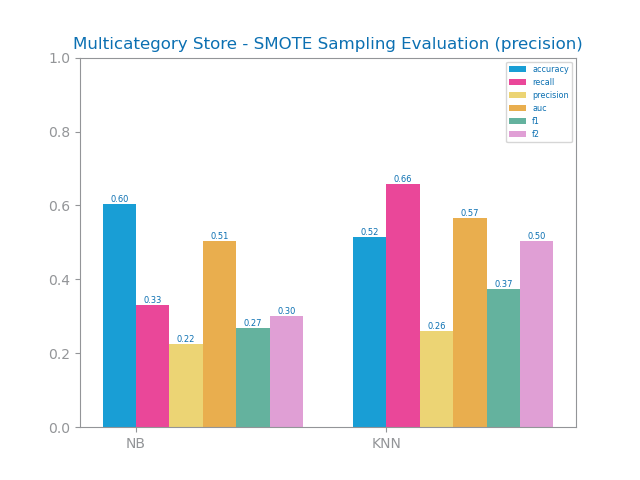 Multicategory Store - SMOTE Sampling Evaluation (precision)
1.0
0.8
0.6
0.4
0.2
0.0
accuracy
recall
precision
auc
f1
f2
0.60
0.33
0.22
0.51
0.27
0.30
0.52
0.66
0.26
0.57
0.37
0.50
NB
KNN